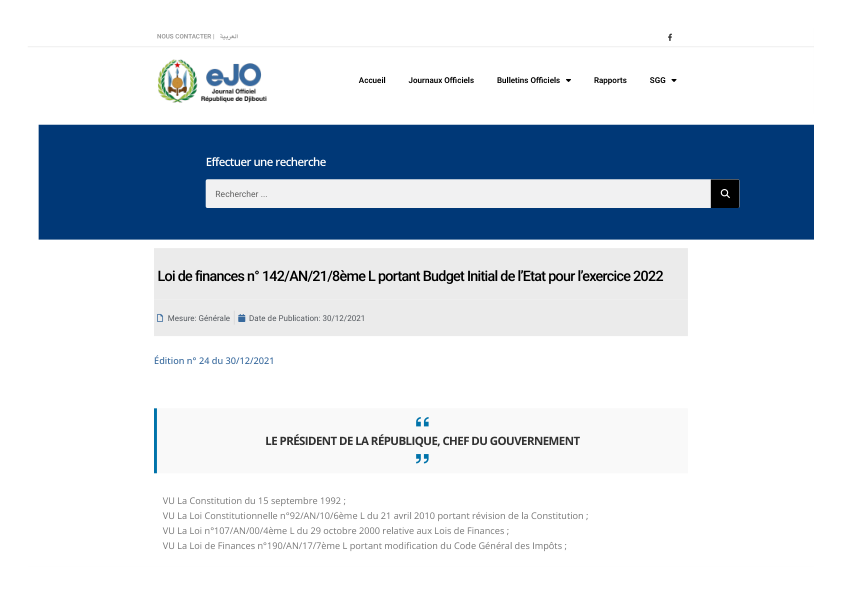 NOUS CONTACTER | العربية
eJO
Journal Officiel
République de Djibouti
Accueil
Journaux Officiels
Bulletins Officiels
Rapports
SGG
Effectuer une recherche
Rechercher ...
Loi de finances n° 142/AN/21/8ème L portant Budget Initial de l’Etat pour l’exercice 2022
Mesure: Générale
Date de Publication: 30/12/2021
Édition n° 24 du 30/12/2021
“
LE PRÉSIDENT DE LA RÉPUBLIQUE, CHEF DU GOUVERNEMENT
”
VU La Constitution du 15 septembre 1992 ;
VU La Loi Constitutionnelle n°92/AN/10/6ème L du 21 avril 2010 portant révision de la Constitution ;
VU La Loi n°107/AN/00/4ème L du 29 octobre 2000 relative aux Lois de Finances ;
VU La Loi de Finances n°190/AN/17/7ème L portant modification du Code Général des Impôts ;